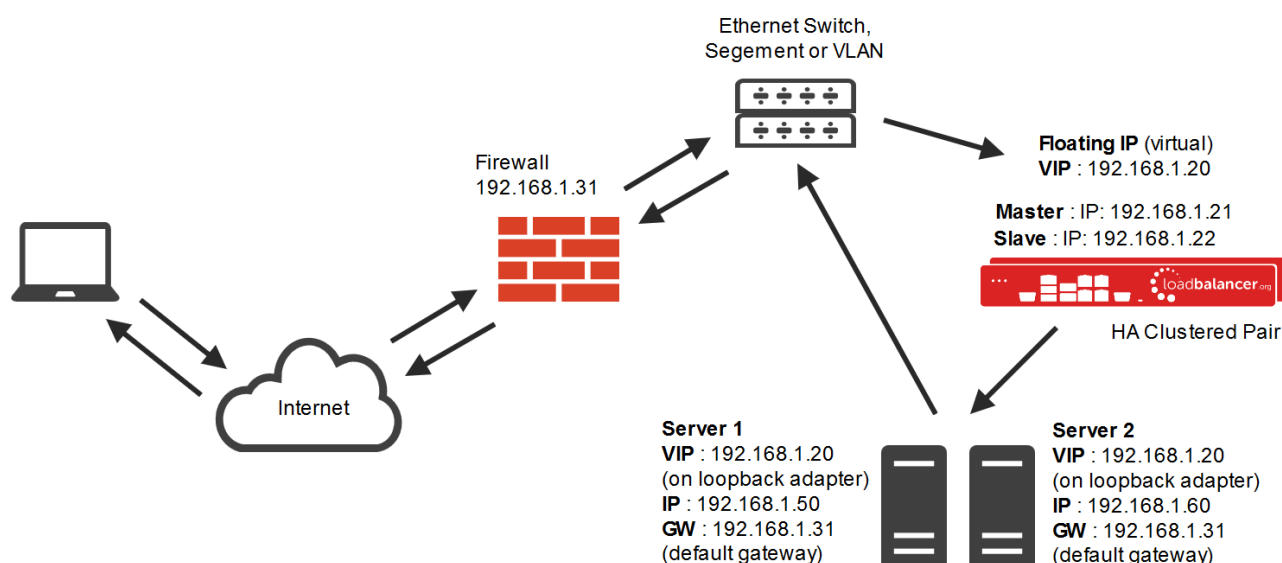 Ethernet Switch,
Segement or VLAN
Firewall
192.168.1.31
Floating IP (virtual)
VIP : 192.168.1.20
Master : IP: 192.168.1.21
Slave : IP: 192.168.1.22
loadbalancer.org
HA Clustered Pair
Internet
Server 1
VIP : 192.168.1.20
(on loopback adapter)
IP : 192.168.1.50
GW : 192.168.1.31
(default gateway)
Server 2
VIP : 192.168.1.20
(on loopback adapter)
IP : 192.168.1.60
GW : 192.168.1.31
(default gateway)